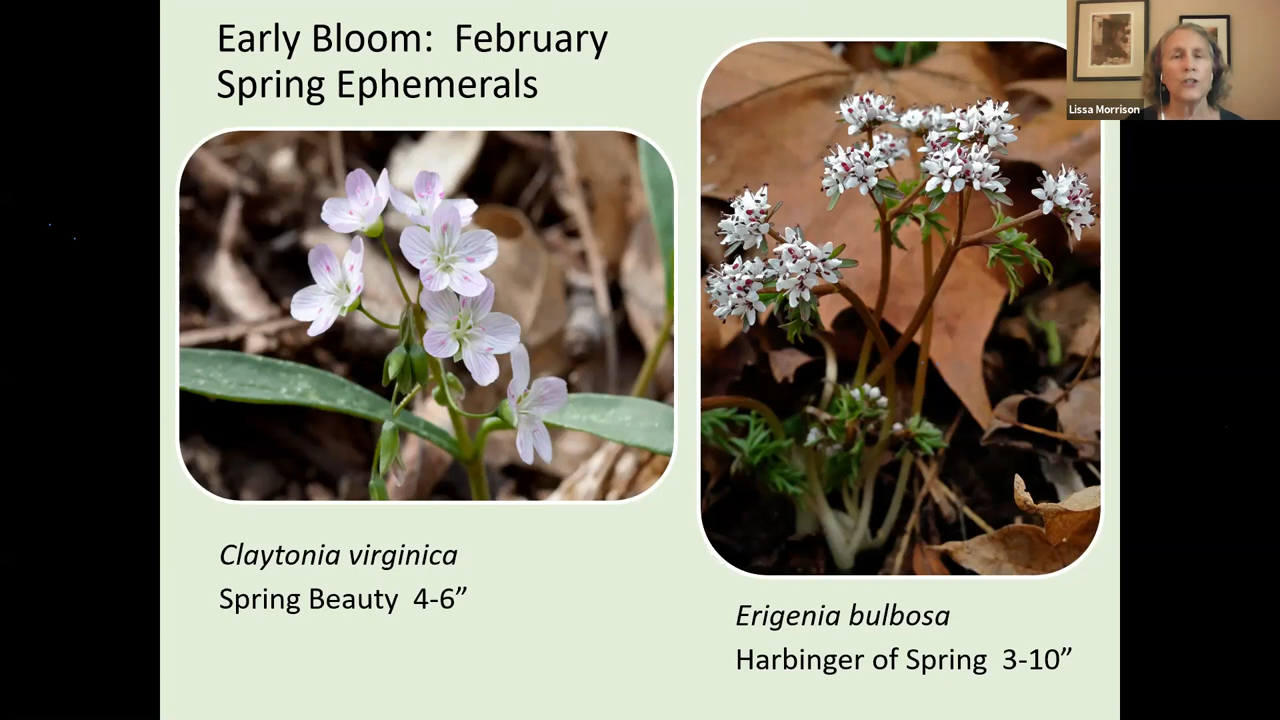 Early Bloom:  February
Spring Ephemerals
Lissa Morrison
Claytonia virginica
Spring Beauty  4-6”
Erigenia bulbosa
Harbinger of Spring  3-10”